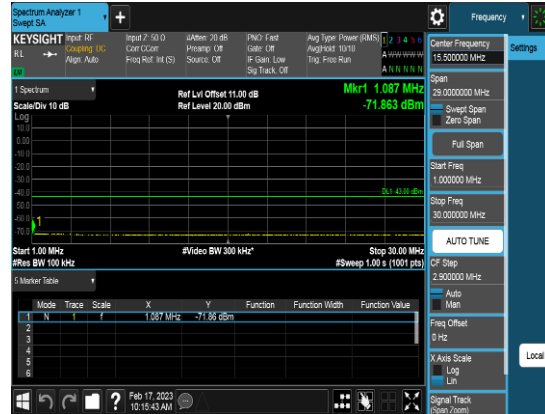 Spectrum Analyzer 1
Swept SA
Frequency
KEYSIGHT
RL
Input: RF
Coupling: DC
Align: Auto
Input Z: 50 Ω
Corr CCorr
Freq Ref: Int (S)
#Atten: 20 dB
Preamp: Off
Source: Off
PNO: Fast
Gate: Off
IF Gain: Low
Sig Track: Off
Avg Type: Power (RMS)
Avg|Hold: 10/10
Trig: Free Run
1 2 3 4 5 6
A W W W W W
A N N N N N
1 Spectrum
Scale/Div 10 dB
Ref Lvl Offset 11.00 dB
Ref Level 20.00 dBm
Mkr1 1.087 MHz
-71.863 dBm
Log
10.0
0.00
-10.0
-20.0
-30.0
-40.0
-50.0
-60.0
-70.0
DL1 -43.00 dBm
1
Start 1.00 MHz
#Res BW 100 kHz
#Video BW 300 kHz*
Stop 30.00 MHz
#Sweep 1.00 s (1001 pts)
5 Marker Table
Mode Trace Scale X Y Function Function Width Function Value
1 N 1 f 1.087 MHz -71.86 dBm
2
3
4
5
6
Feb 17, 2023
10:15:43 AM
Center Frequency
15.500000 MHz
Settings
Span
29.0000000 MHz
Swept Span
Zero Span
Full Span
Start Freq
1.000000 MHz
Stop Freq
30.000000 MHz
AUTO TUNE
CF Step
2.900000 MHz
Auto
Man
Freq Offset
0 Hz
X Axis Scale
Log
Lin
Local
Signal Track
(Span Zoom)